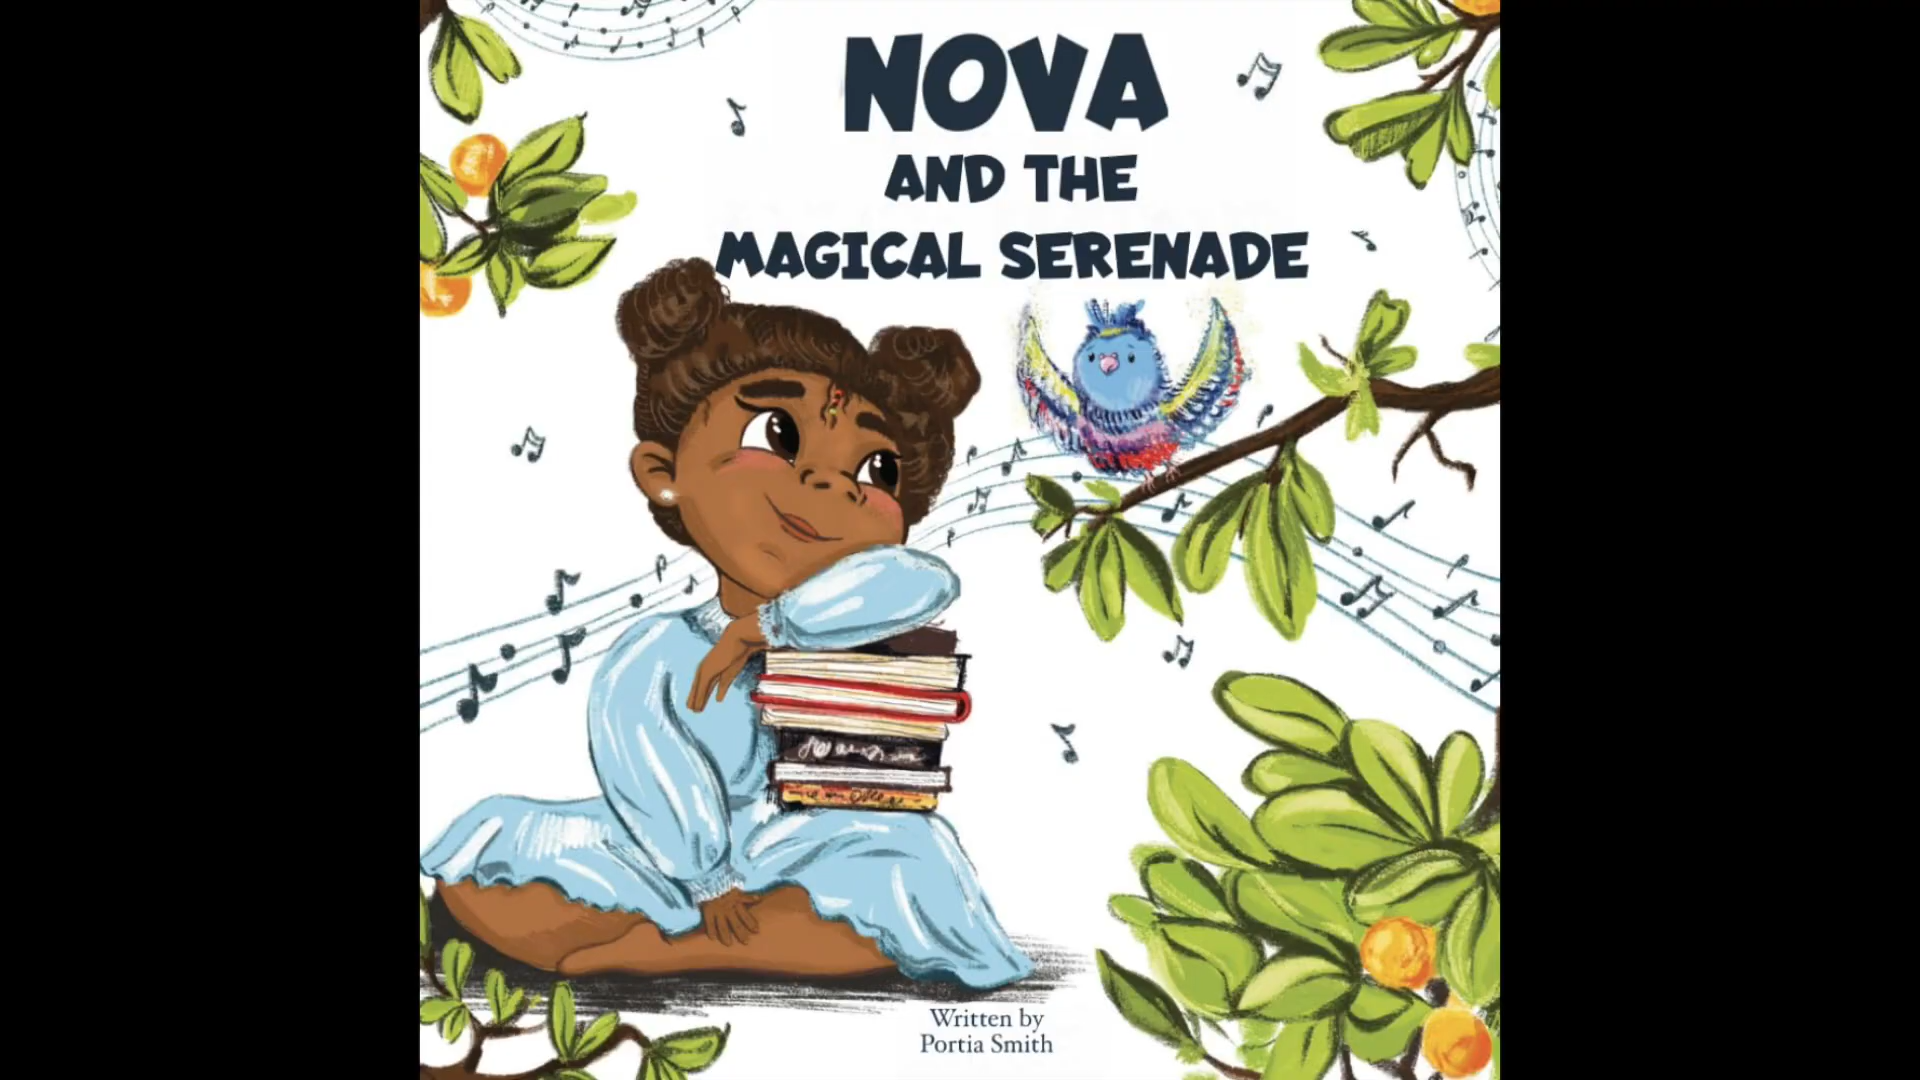 NOVA
AND THE
MAGICAL SERENADE
Written by
Portia Smith